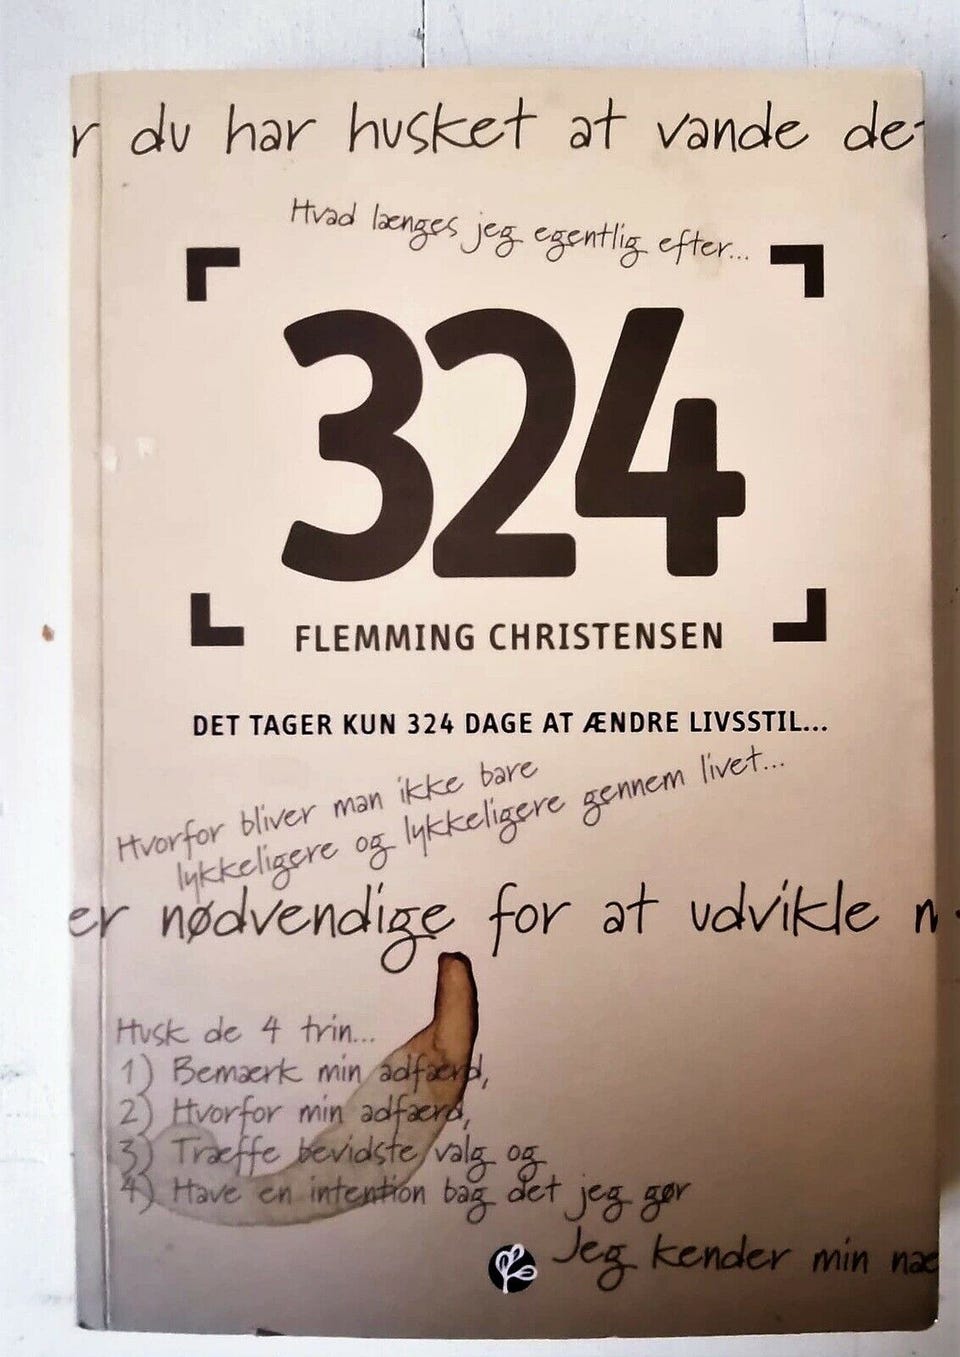 r du har husket at vande de
Hvad længes jeg egentlig efter...
324
FLEMMING CHRISTENSEN
DET TAGER KUN 324 DAGE AT ÆNDRE LIVSSTIL...
Hvorfor bliver man ikke bare
lykkeligere og lykkeligere gennem livet...
er nødvendige for at udvikle n
Husk de 4 trin...
1) Bemærk min adfærd,
2) Hvorfor min adfærd,
3) Træffe bevidste valg og
4) Have en intention bag det jeg gør
Jeg kender min næ